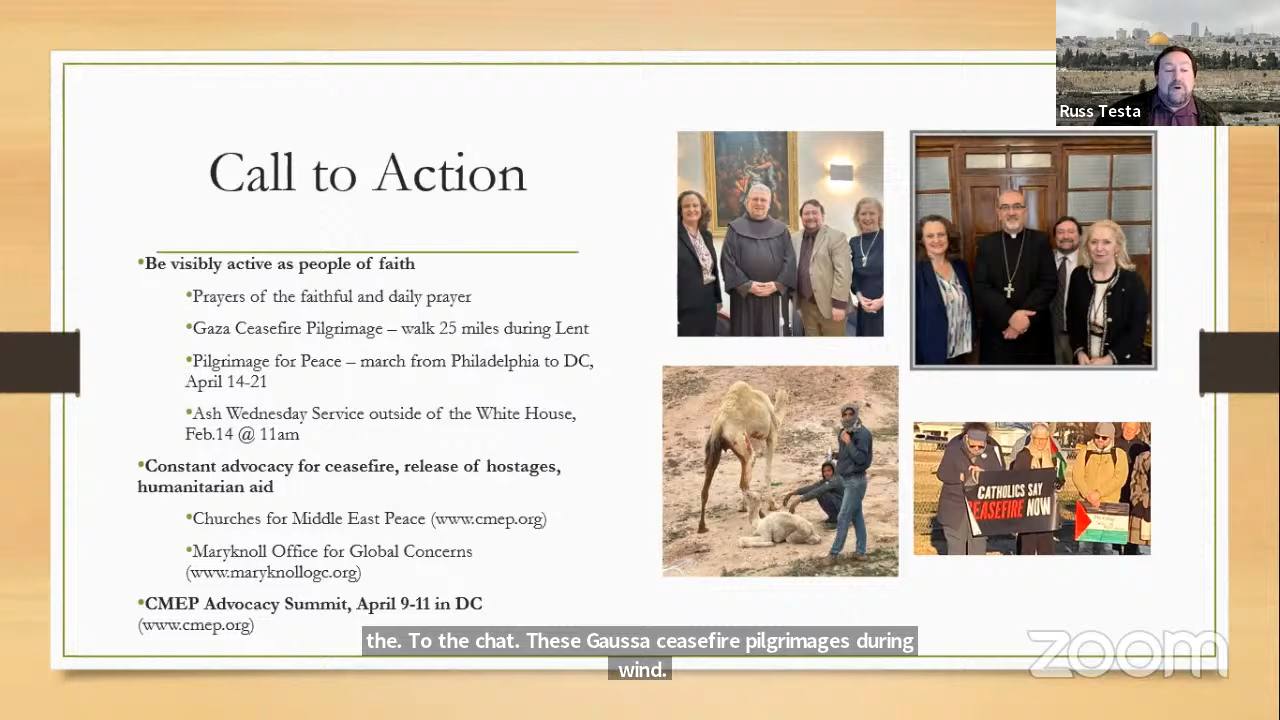 Russ Testa
Call to Action
•Be visibly active as people of faith
•Prayers of the faithful and daily prayer
•Gaza Ceasefire Pilgrimage – walk 25 miles during Lent
•Pilgrimage for Peace – march from Philadelphia to DC,
April 14-21
•Ash Wednesday Service outside of the White House,
Feb.14 @ 11am
•Constant advocacy for ceasefire, release of hostages,
humanitarian aid
•Churches for Middle East Peace (www.cmep.org)
•Maryknoll Office for Global Concerns
(www.maryknollogc.org)
•CMEP Advocacy Summit, April 9-11 in DC
(www.cmep.org)
CATHOLICS SAY
CEASEFIRE NOW
the. To the chat. These Gaussa ceasefire pilgrimages during
wind.
zoom